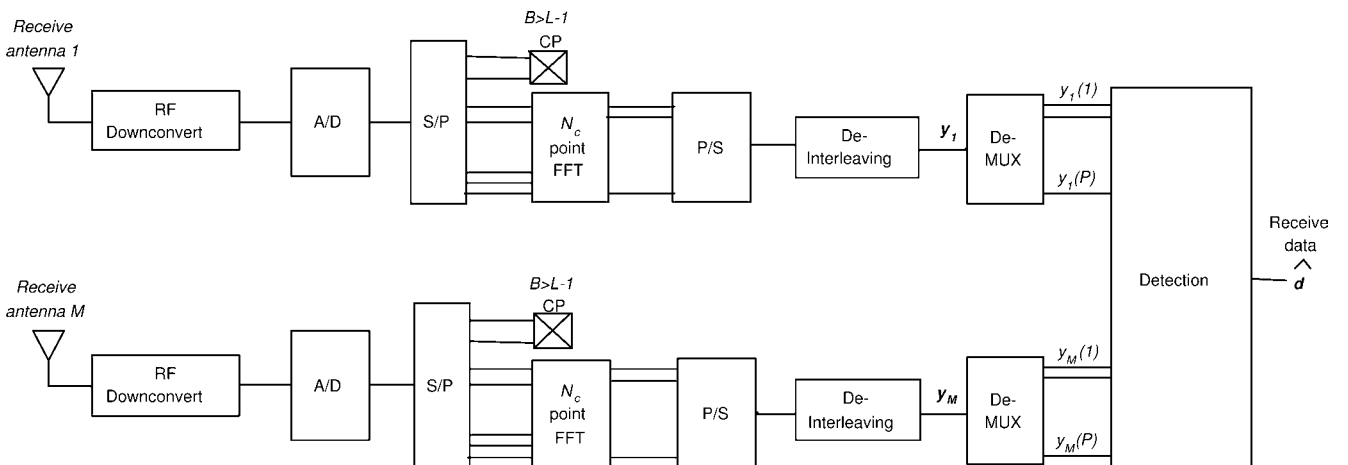 Receive
antenna 1
RF
Downconvert
A/D
S/P
B>L-1
CP
N_c
point
FFT
P/S
De-
Interleaving
y_1
De-
MUX
y_1(1)
y_1(P)
Receive
antenna M
RF
Downconvert
A/D
S/P
B>L-1
CP
N_c
point
FFT
P/S
De-
Interleaving
y_M
De-
MUX
y_M(1)
y_M(P)
Detection
Receive
data
d̂